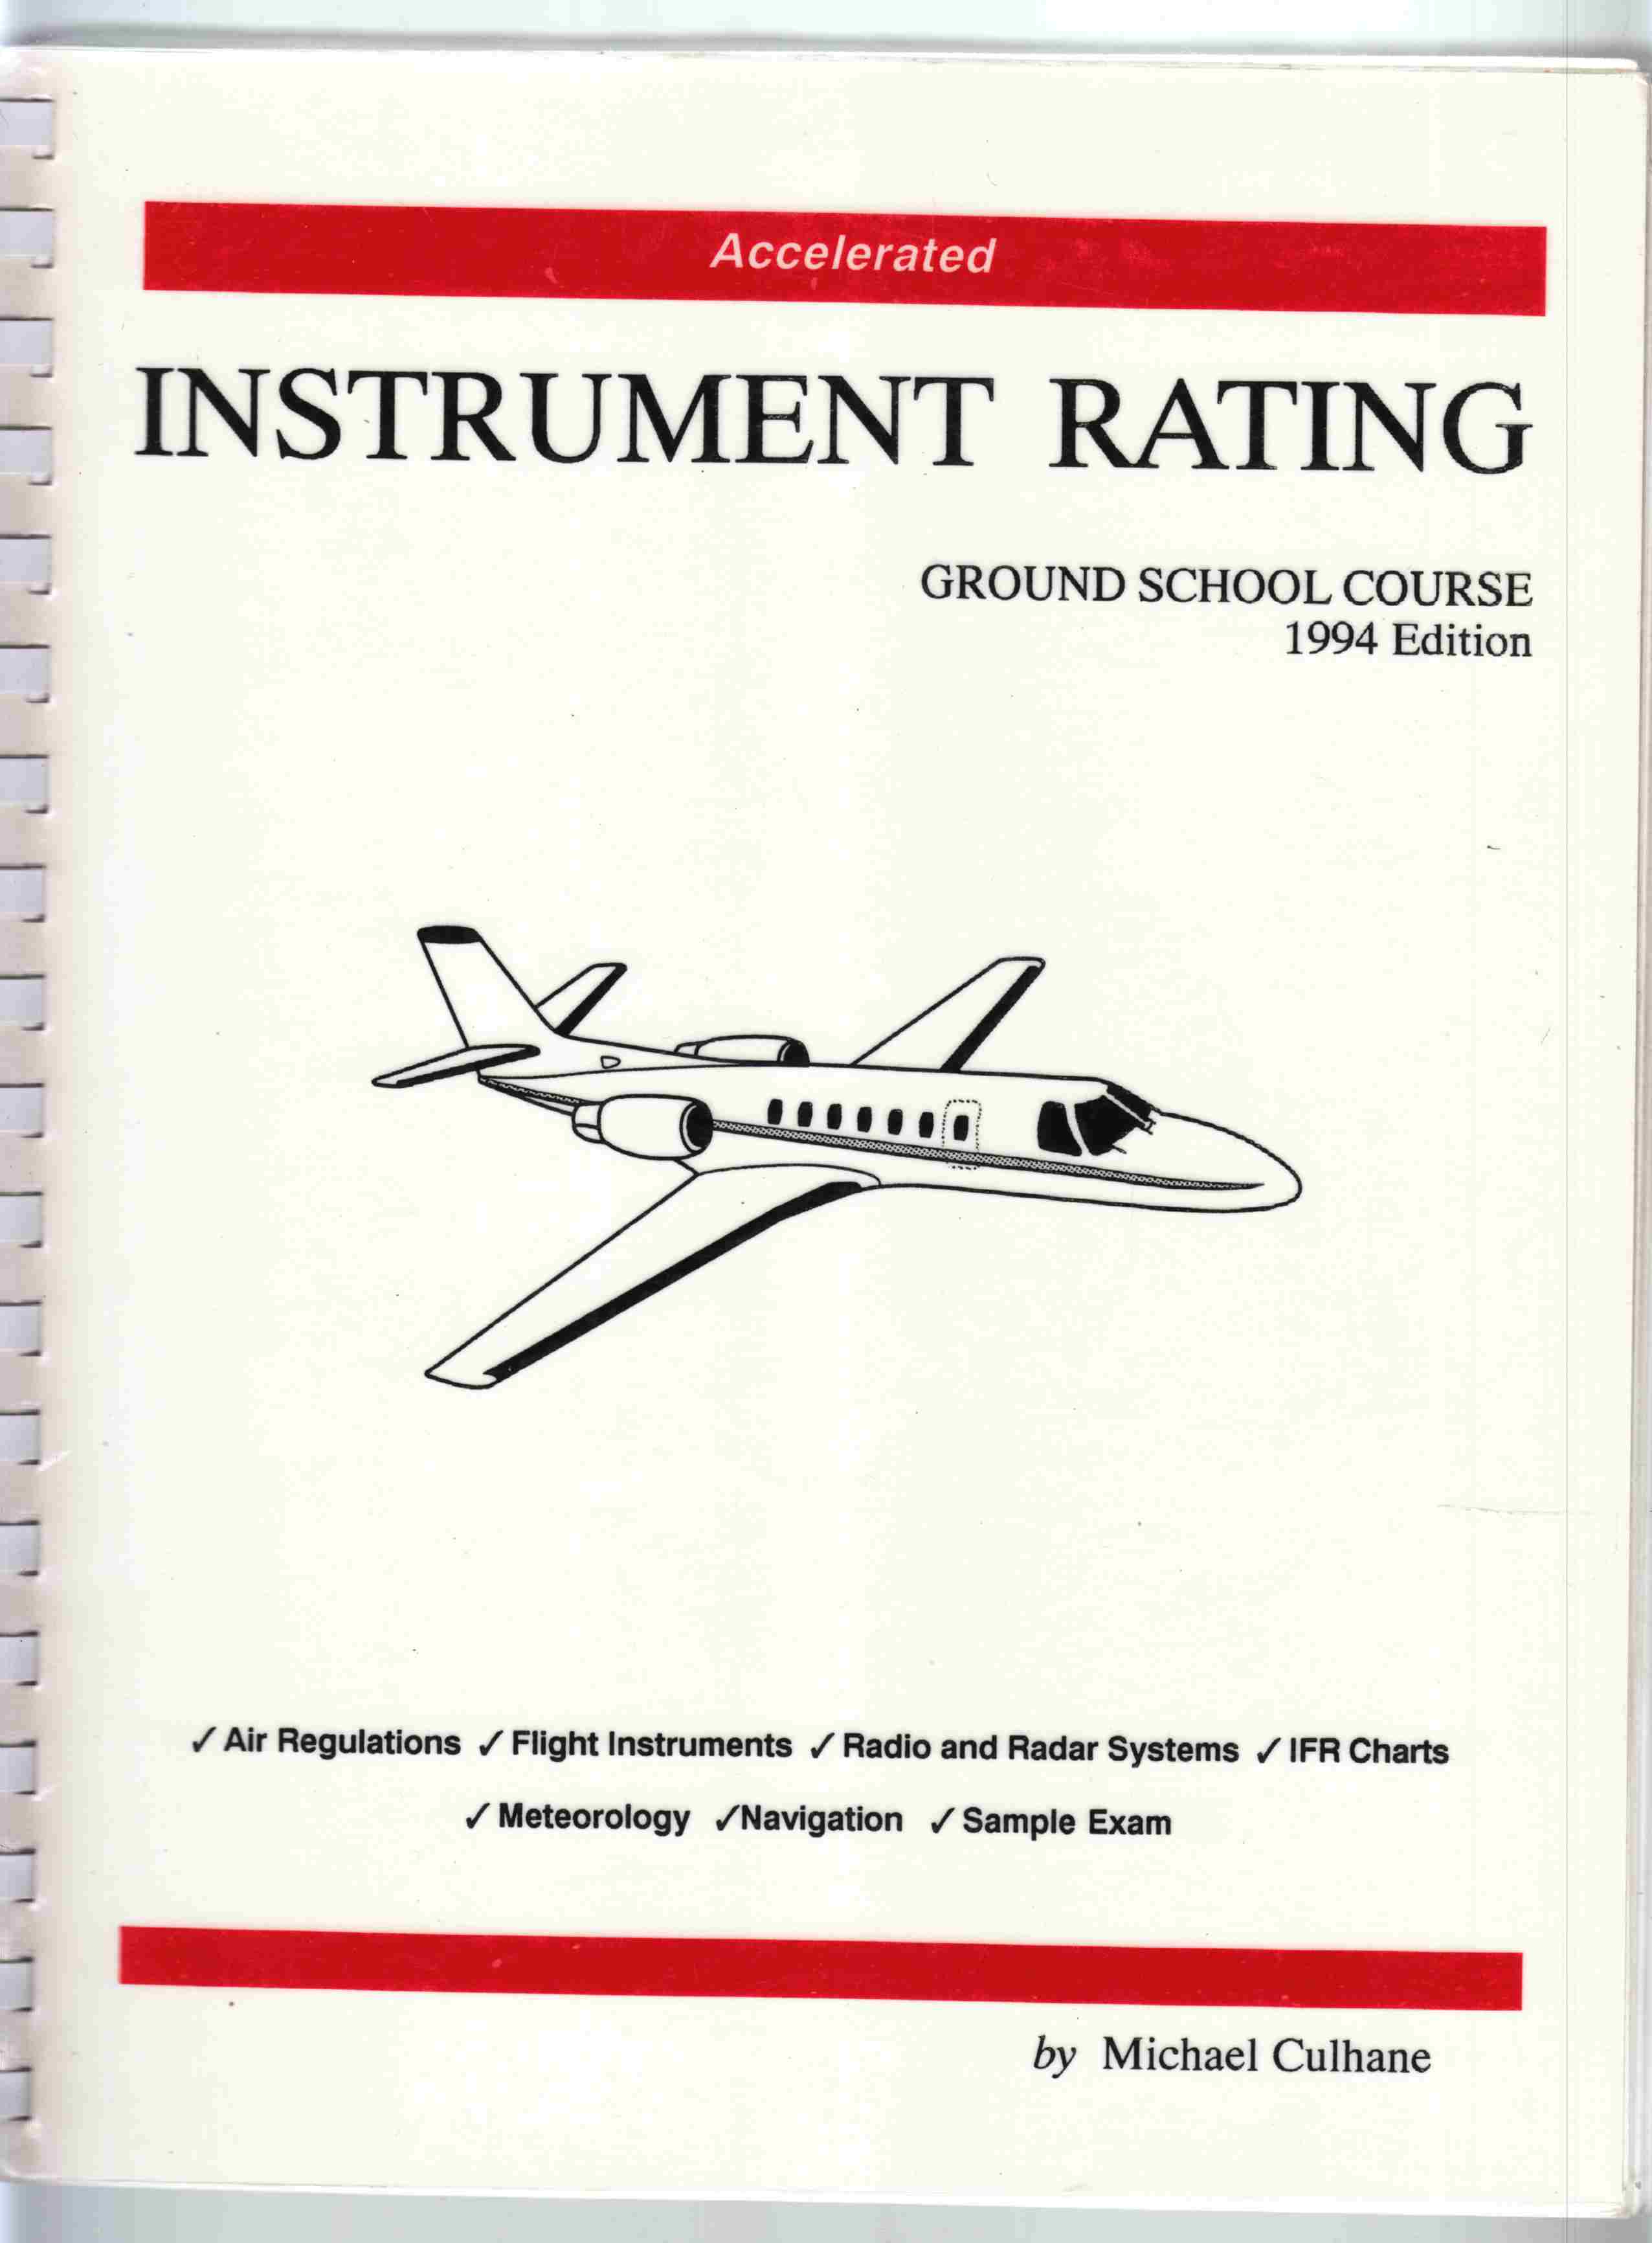 Accelerated
INSTRUMENT RATING
GROUND SCHOOL COURSE
1994 Edition
✓ Air Regulations ✓ Flight Instruments ✓ Radio and Radar Systems ✓ IFR Charts
✓ Meteorology ✓Navigation ✓ Sample Exam
by Michael Culhane